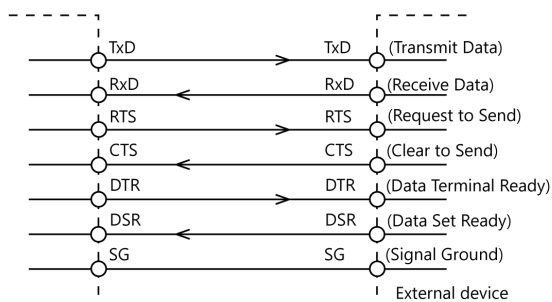 TxD TxD (Transmit Data)
RxD RxD (Receive Data)
RTS RTS (Request to Send)
CTS CTS (Clear to Send)
DTR DTR (Data Terminal Ready)
DSR DSR (Data Set Ready)
SG SG (Signal Ground)
External device